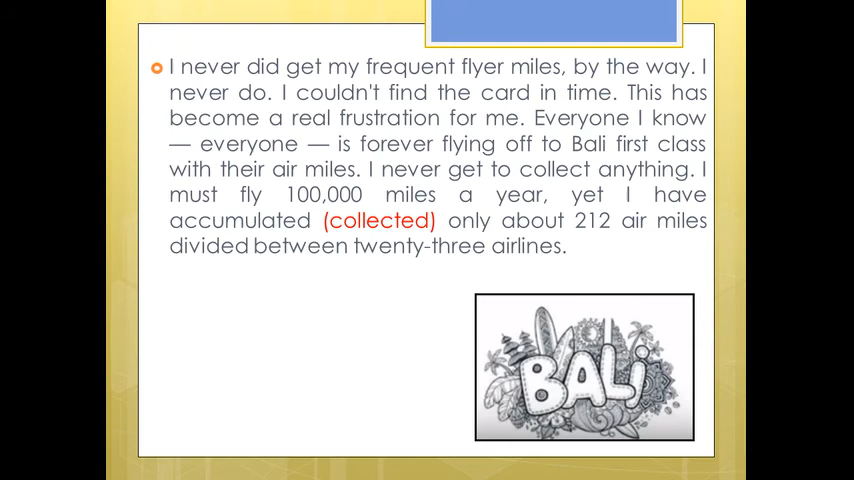 I never did get my frequent flyer miles, by the way. I
never do. I couldn't find the card in time. This has
become a real frustration for me. Everyone I know
— everyone — is forever flying off to Bali first class
with their air miles. I never get to collect anything. I
must fly 100,000 miles a year, yet I have
accumulated (collected) only about 212 air miles
divided between twenty-three airlines.
BALi